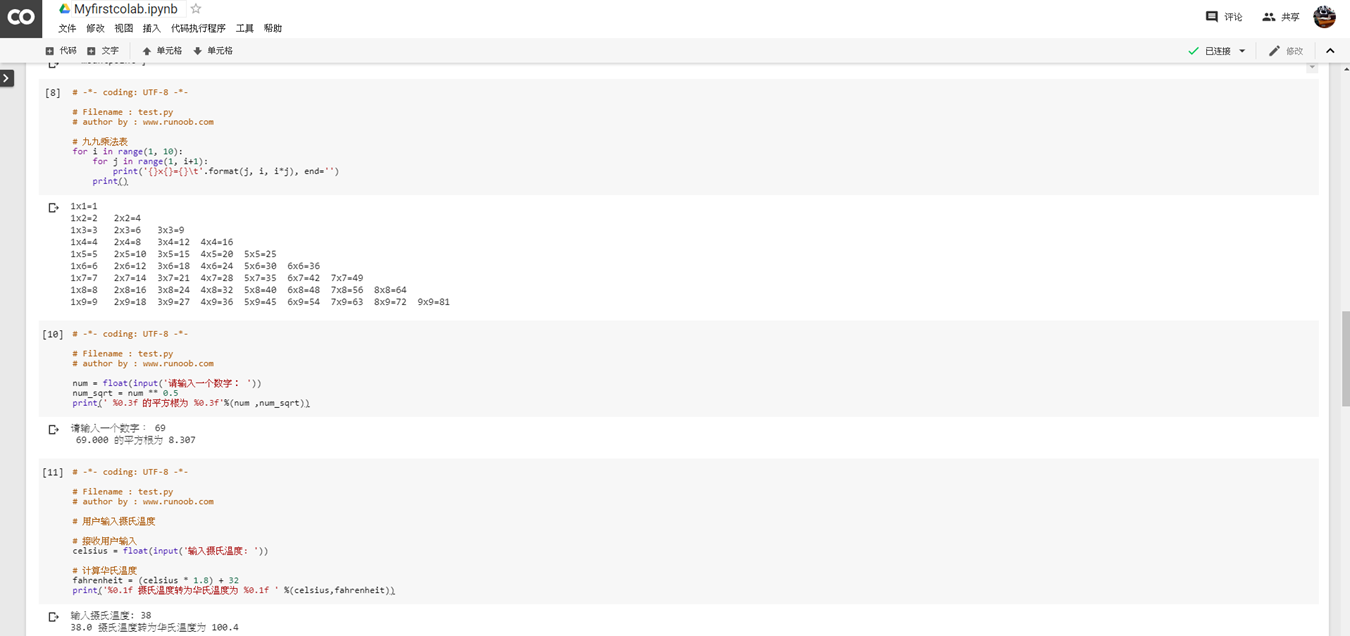 CO
Myfirstcolab.ipynb
文件 修改 视图 插入 代码执行程序 工具 帮助
评论 共享
代码 文字 单元格 单元格
已连接 修改
[8] # -*- coding: UTF-8 -*-
# Filename : test.py
# author by : www.runoob.com
# 九九乘法表
for i in range(1, 10):
for j in range(1, i+1):
print('{}x{}={}\t'.format(j, i, i*j), end='')
print()
1x1=1
1x2=2 2x2=4
1x3=3 2x3=6 3x3=9
1x4=4 2x4=8 3x4=12 4x4=16
1x5=5 2x5=10 3x5=15 4x5=20 5x5=25
1x6=6 2x6=12 3x6=18 4x6=24 5x6=30 6x6=36
1x7=7 2x7=14 3x7=21 4x7=28 5x7=35 6x7=42 7x7=49
1x8=8 2x8=16 3x8=24 4x8=32 5x8=40 6x8=48 7x8=56 8x8=64
1x9=9 2x9=18 3x9=27 4x9=36 5x9=45 6x9=54 7x9=63 8x9=72 9x9=81
[10] # -*- coding: UTF-8 -*-
# Filename : test.py
# author by : www.runoob.com
num = float(input('请输入一个数字： '))
num_sqrt = num ** 0.5
print(' %0.3f 的平方根为 %0.3f'%(num ,num_sqrt))
请输入一个数字： 69
69.000 的平方根为 8.307
[11] # -*- coding: UTF-8 -*-
# Filename : test.py
# author by : www.runoob.com
# 用户输入摄氏温度
# 接收用户输入
celsius = float(input('输入摄氏温度: '))
# 计算华氏温度
fahrenheit = (celsius * 1.8) + 32
print('%0.1f 摄氏温度转为华氏温度为 %0.1f ' %(celsius,fahrenheit))
输入摄氏温度: 38
38.0 摄氏温度转为华氏温度为 100.4